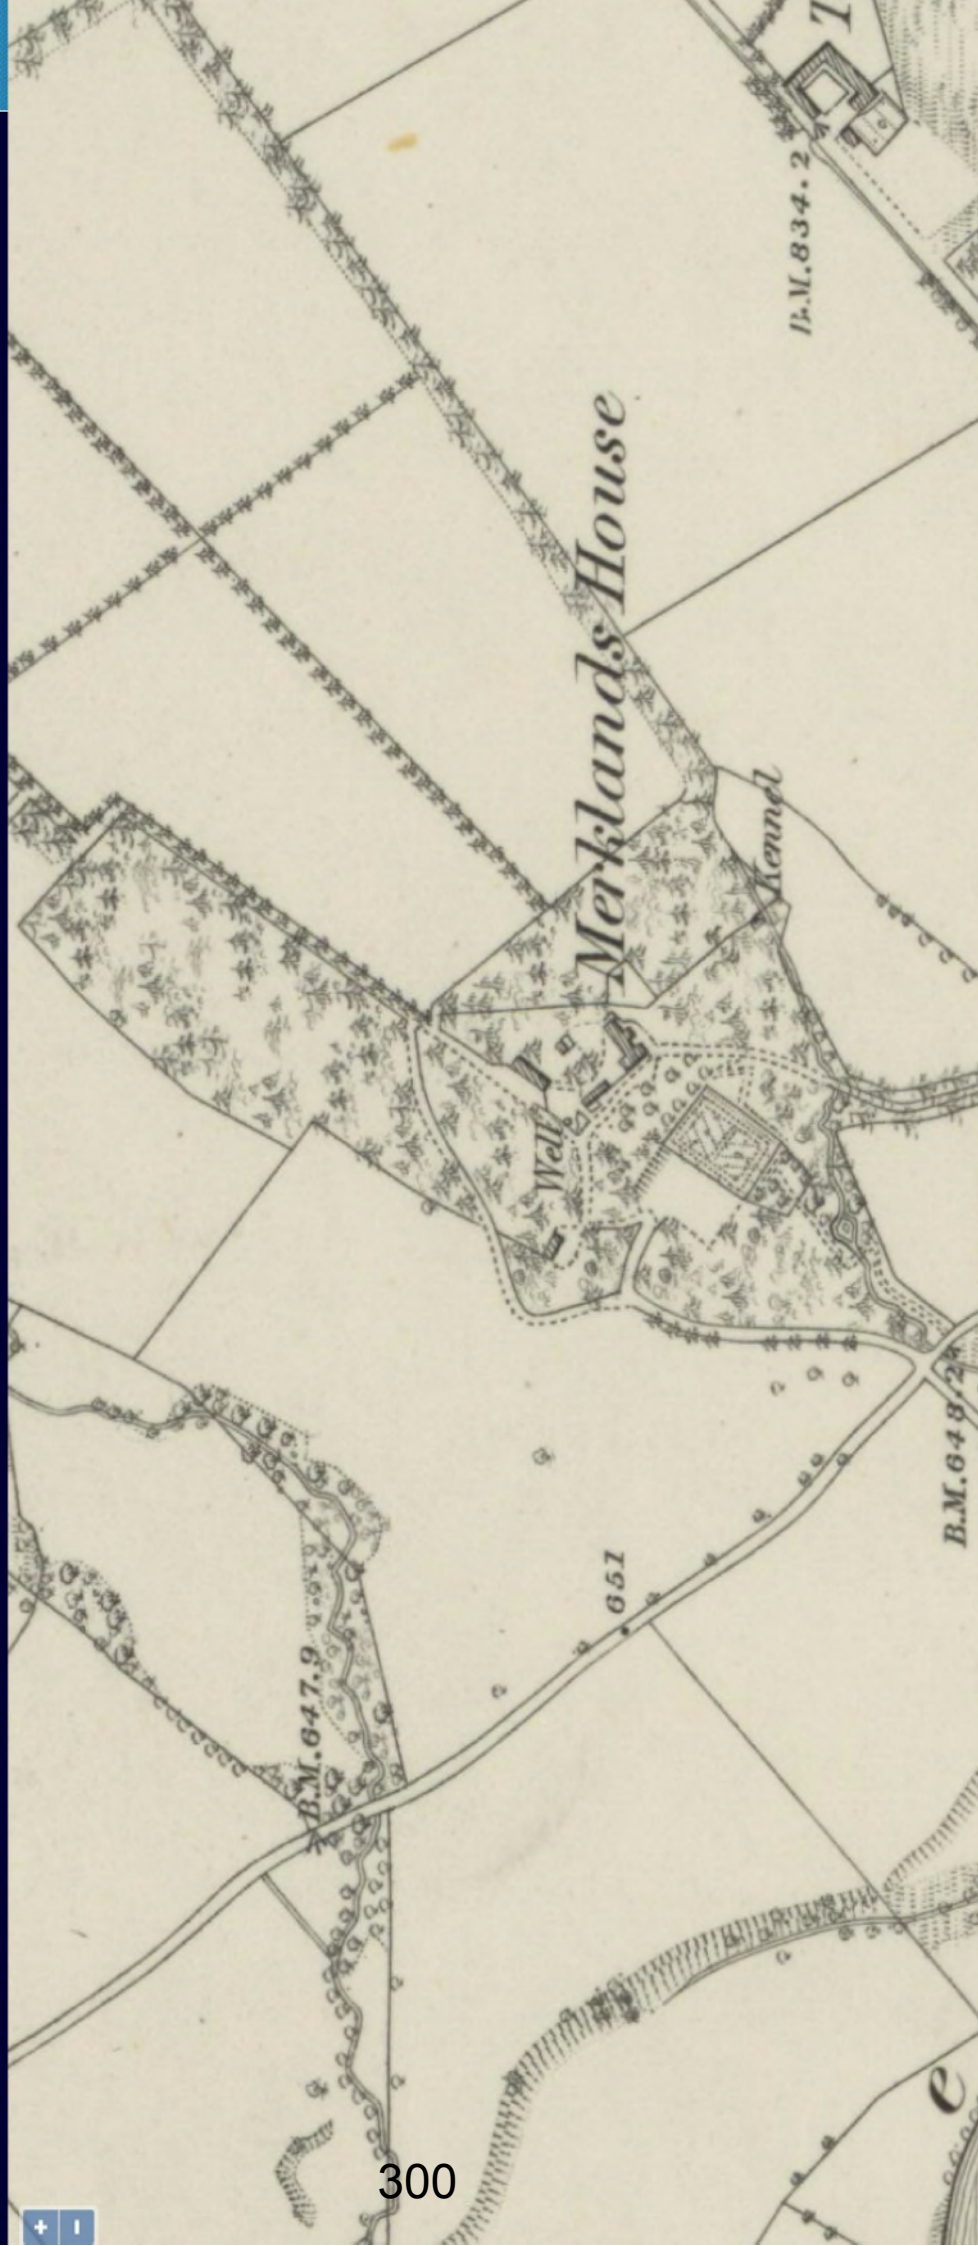 T
B.M.834.2
Merklands House
Kennel
Well
B.M.648.2
651
B.M.647.9
e
300
+